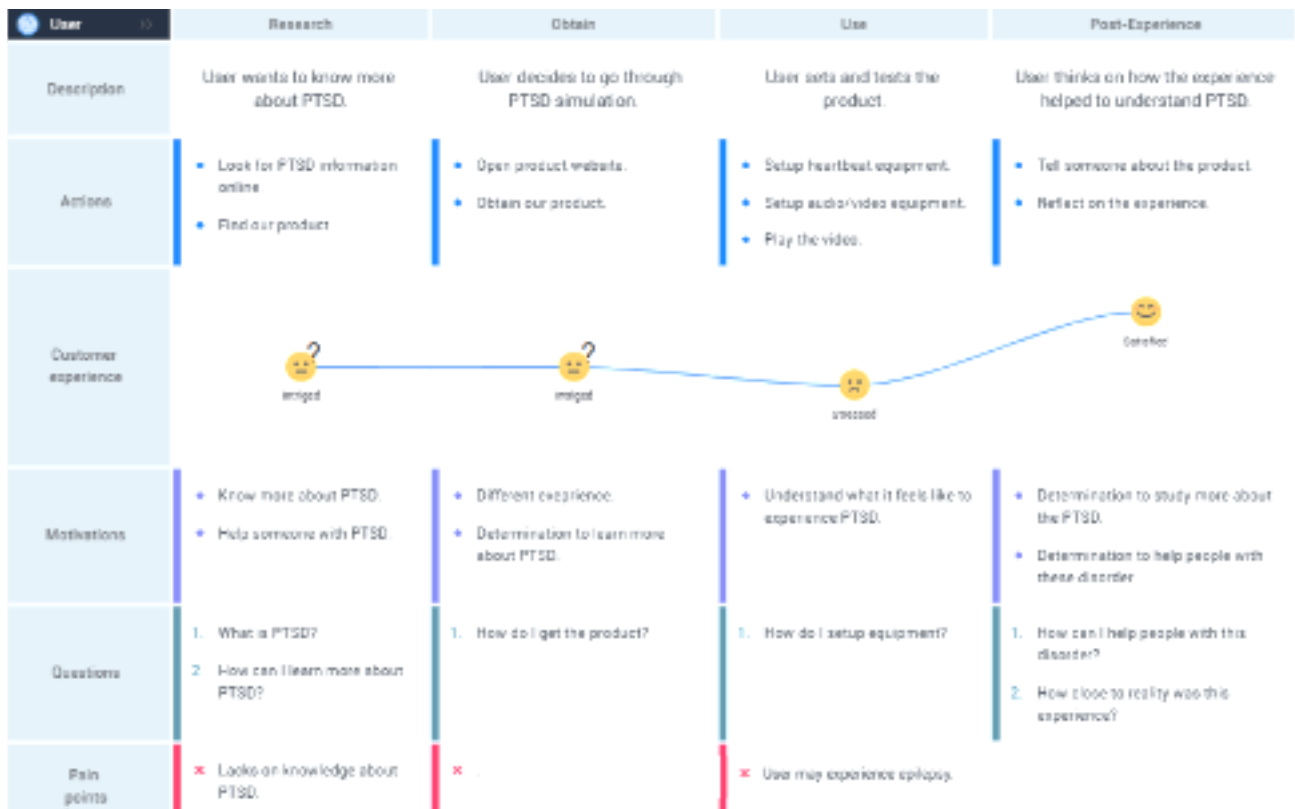 User
Research
Obtain
Use
Post-Experience
Description
User wants to know more
about PTSD.
User decides to go through
PTSD simulation.
User sets and tests the
product.
User thinks on how the experience
helped to understand PTSD.
Actions
Look for PTSD information
online
Find our product
Open product website.
Obtain our product.
Setup heartbeat equipment.
Setup audio/video equipment.
Play the video.
Tell someone about the product.
Reflect on the experience.
Customer
experience
?
?
stressed
Satisfied
Motivations
Know more about PTSD.
Help someone with PTSD.
Different exeprience.
Determination to learn more
about PTSD.
Understand what it feels like to
experience PTSD.
Determination to study more about
the PTSD.
Determination to help people with
these disorder
Questions
1. What is PTSD?
2. How can I learn more about
PTSD?
1. How do I get the product?
1. How do I setup equipment?
1. How can I help people with this
disorder?
2. How close to reality was this
experience?
Pain
points
Lacks on knowledge about
PTSD.
.
User may experience epilepsy.